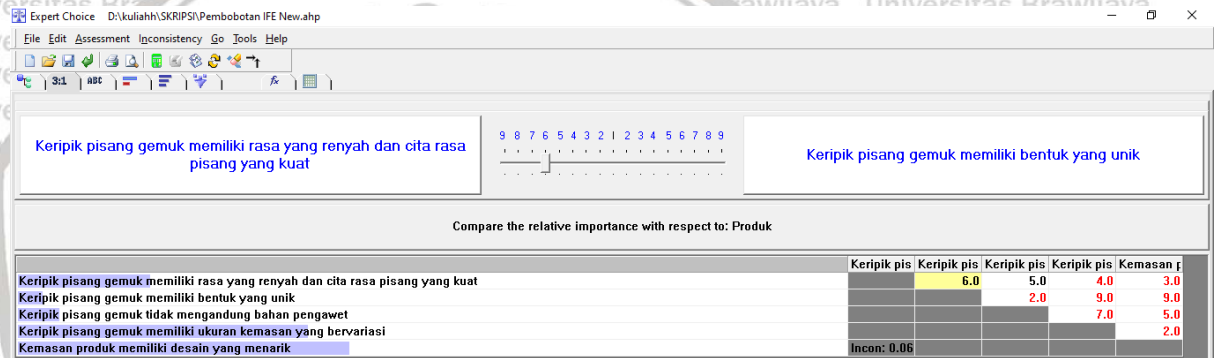 Expert Choice D:\kuliahh\SKRIPSI\Pembobotan IFE New.ahp
File Edit Assessment Inconsistency Go Tools Help
3:1 ABC fx
9 8 7 6 5 4 3 2 1 2 3 4 5 6 7 8 9
Keripik pisang gemuk memiliki rasa yang renyah dan cita rasa
pisang yang kuat
Keripik pisang gemuk memiliki bentuk yang unik
Compare the relative importance with respect to: Produk
Keripik pis Keripik pis Keripik pis Keripik pis Kemasan p
Keripik pisang gemuk memiliki rasa yang renyah dan cita rasa pisang yang kuat 6.0 5.0 4.0 3.0
Keripik pisang gemuk memiliki bentuk yang unik 2.0 9.0 9.0
Keripik pisang gemuk tidak mengandung bahan pengawet 7.0 5.0
Keripik pisang gemuk memiliki ukuran kemasan yang bervariasi 2.0
Kemasan produk memiliki desain yang menarik Incon: 0.06